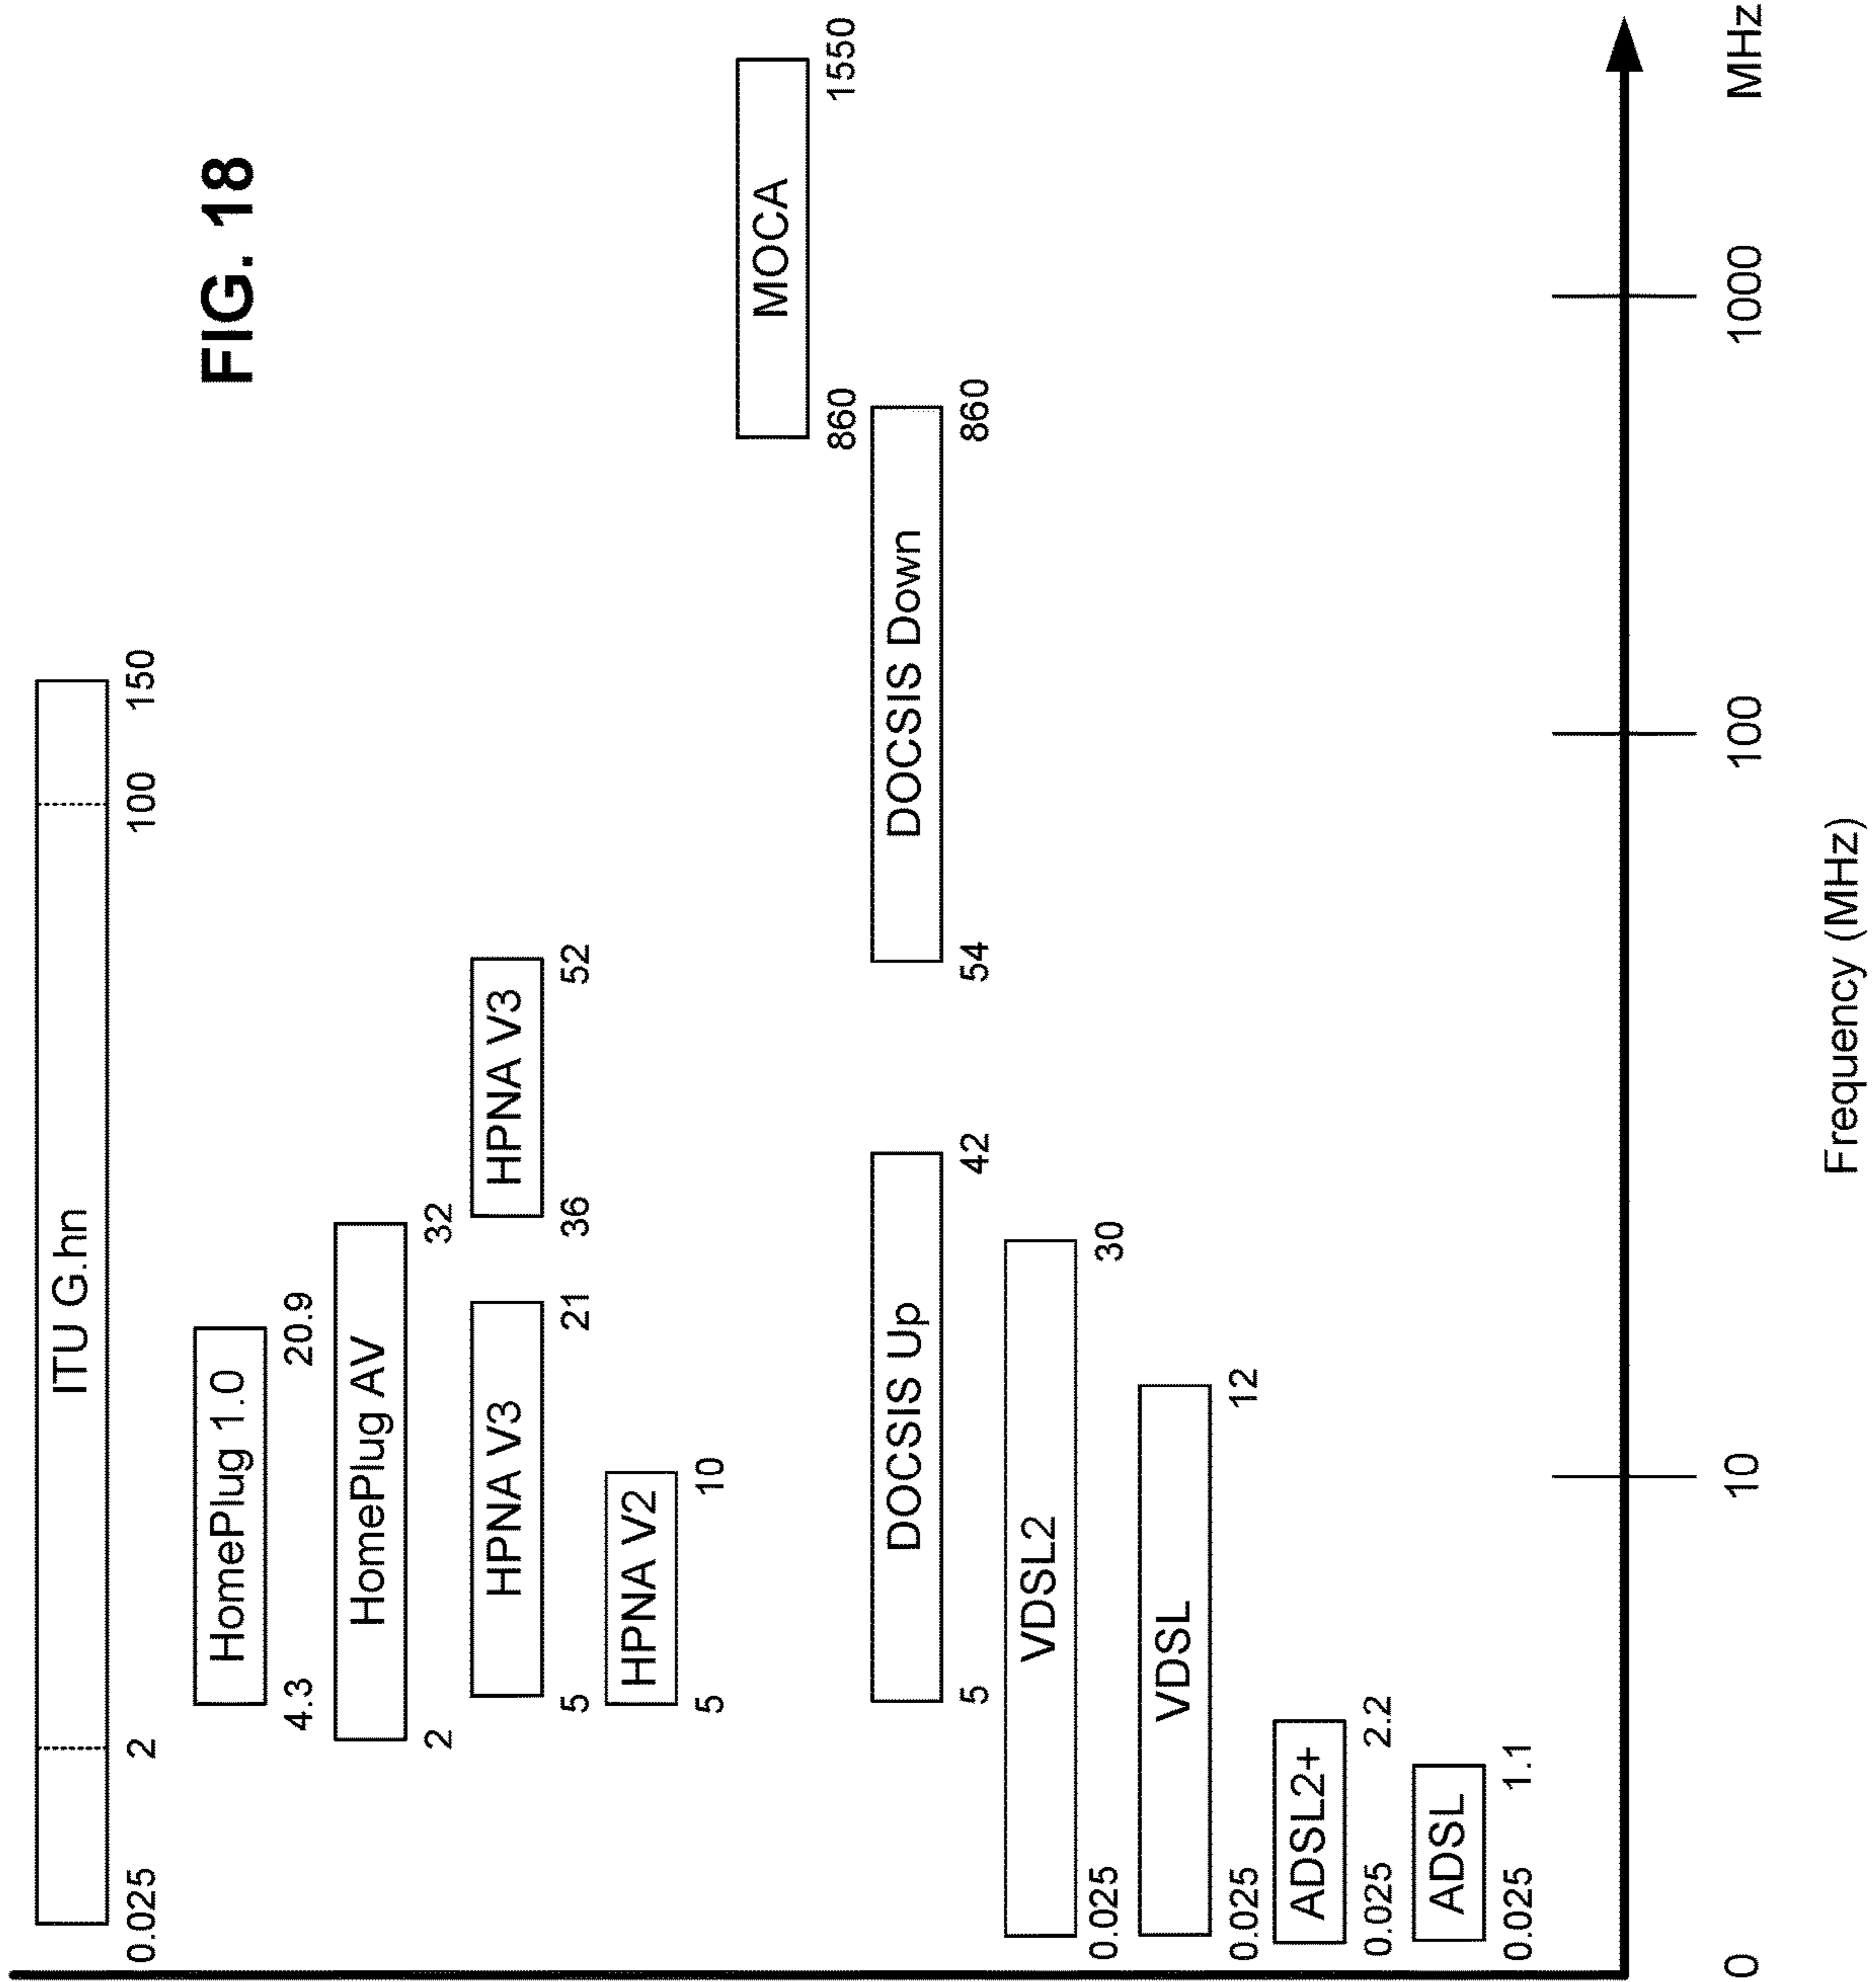 FIG. 18
ITU G.hn
0.025 2 100 150
HomePlug 1.0
4.3 20.9
HomePlug AV
2 32
HPNA V3 HPNA V3
5 21 36 52
HPNA V2
5 10
MOCA
860 1550
DOCSIS Up DOCSIS Down
5 42 54 860
VDSL2
0.025 30
VDSL
0.025 12
ADSL2+
0.025 2.2
ADSL
0.025 1.1
0 10 100 1000 MHz
Frequency (MHz)